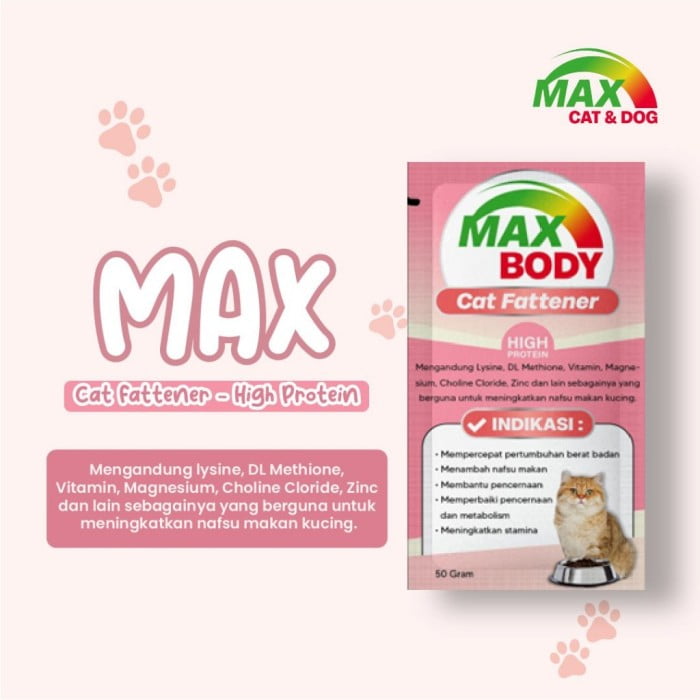 MAX
CAT & DOG
MAX
Cat Fattener - High Protein
Mengandung lysine, DL Methione,
Vitamin, Magnesium, Choline Cloride, Zinc
dan lain sebagainya yang berguna untuk
meningkatkan nafsu makan kucing.
MAX
BODY
Cat Fattener
HIGH
PROTEIN
Mengandung Lysine, DL Methione, Vitamin, Magne-
sium, Choline Cloride, Zinc dan lain sebagainya yang
berguna untuk meningkatkan nafsu makan kucing.
INDIKASI :
• Mempercepat pertumbuhan berat badan
• Menambah nafsu makan
• Membantu pencernaan
• Memperbaiki pencernaan
dan metabolism
• Meningkatkan stamina
50 Gram